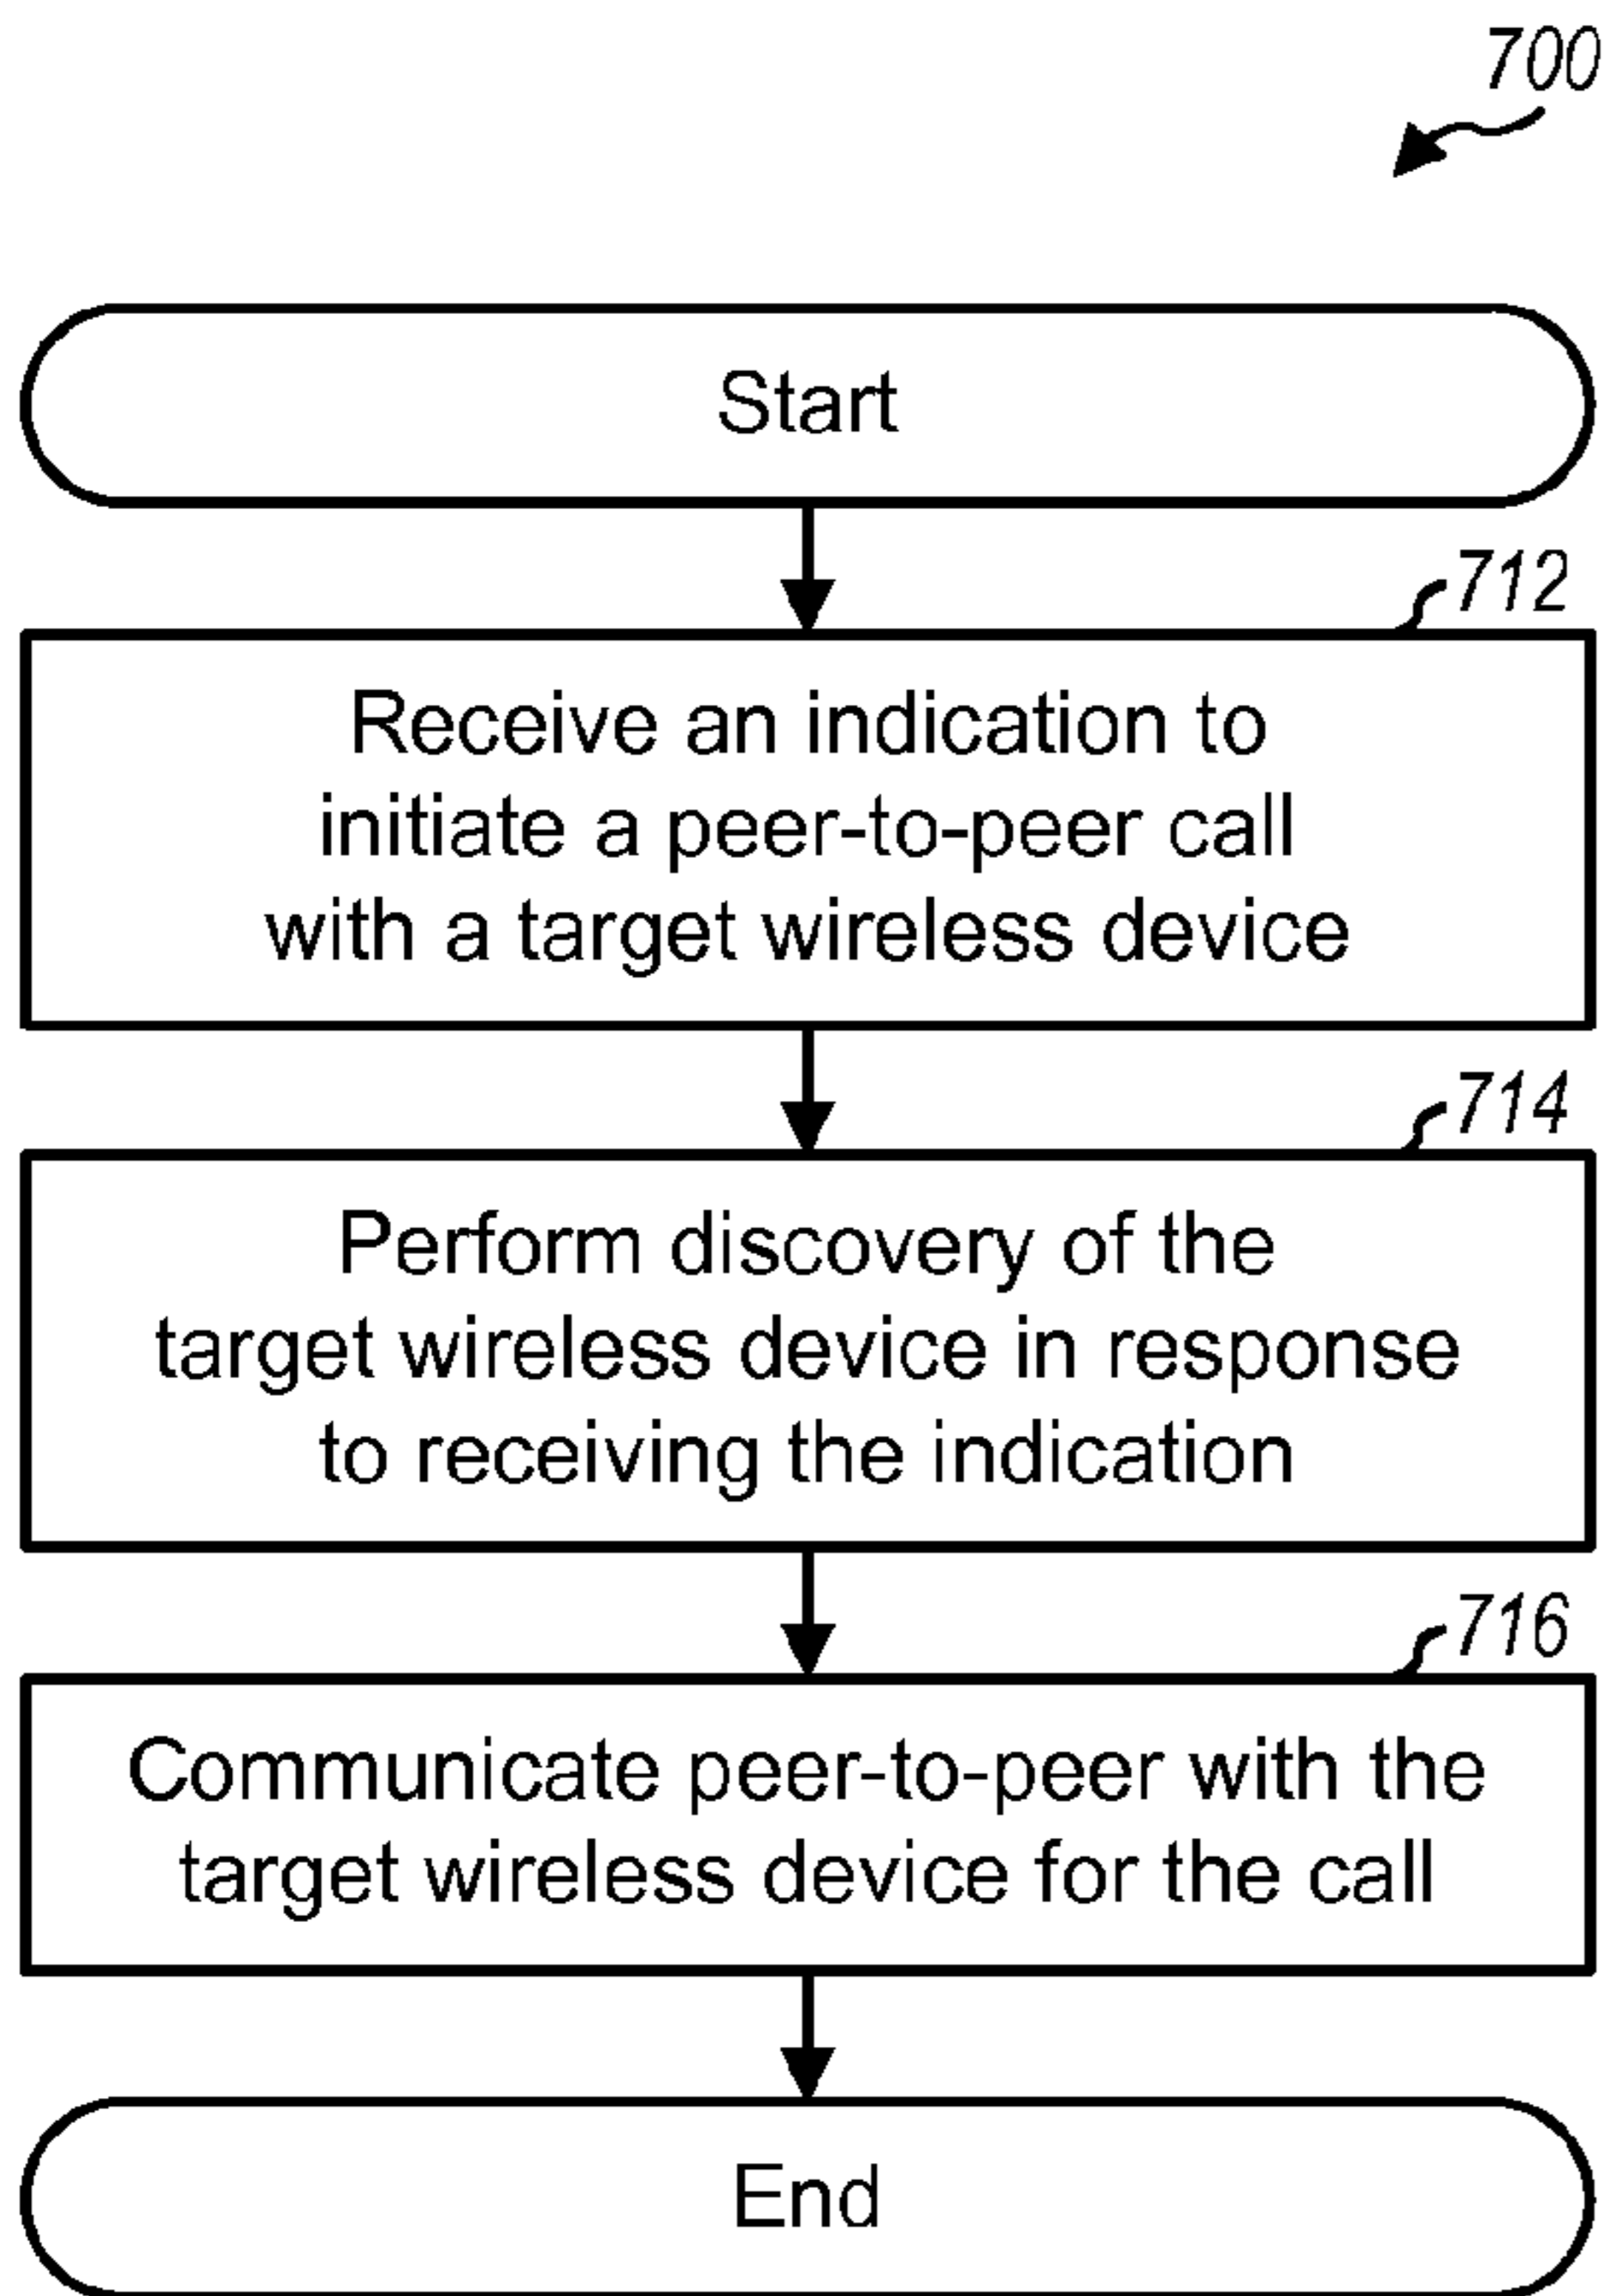 700
Start
712
Receive an indication to
initiate a peer-to-peer call
with a target wireless device
714
Perform discovery of the
target wireless device in response
to receiving the indication
716
Communicate peer-to-peer with the
target wireless device for the call
End